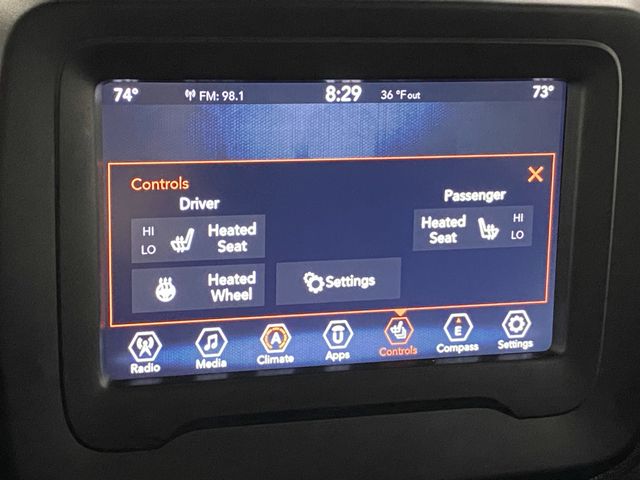 74° FM: 98.1 8:29 36 °F out 73°
Controls
Driver Passenger
HI Heated HI
LO Seat
Heated LO
Seat
Heated Settings
Wheel
Radio Media Climate Apps Controls Compass Settings
A U E